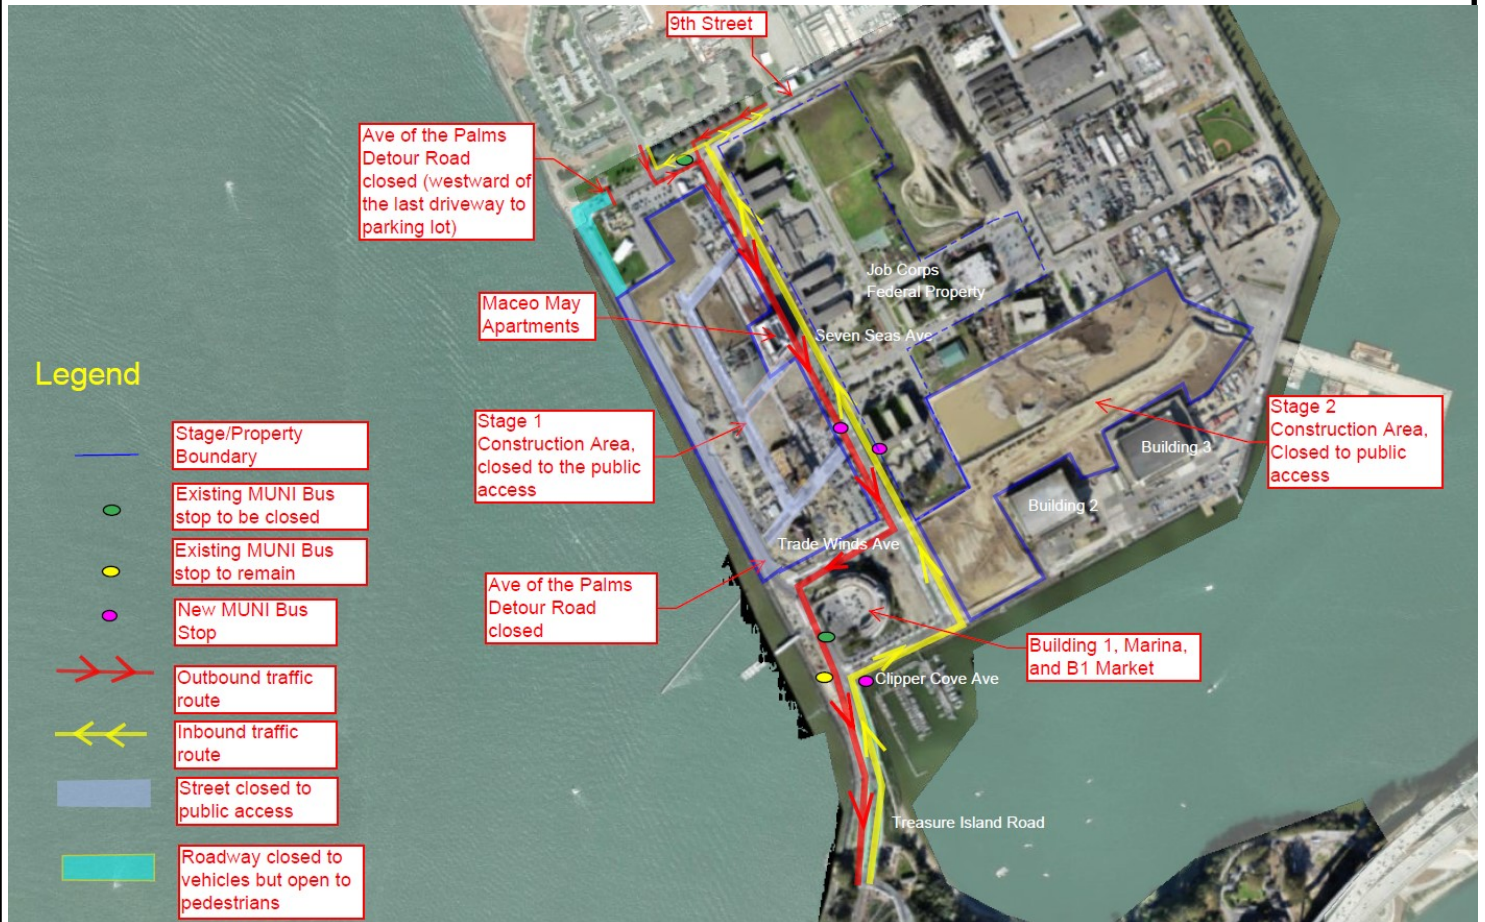 9th Street
Ave of the Palms
Detour Road
closed (westward of
the last driveway to
parking lot)
Job Corps
Federal Property
Maceo May
Apartments
Seven Seas Ave
Legend
Stage/Property
Boundary
Existing MUNI Bus
stop to be closed
Existing MUNI Bus
stop to remain
New MUNI Bus
Stop
Outbound traffic
route
Inbound traffic
route
Street closed to
public access
Roadway closed to
vehicles but open to
pedestrians
Stage 1
Construction Area,
closed to the public
access
Stage 2
Construction Area,
Closed to public
access
Building 3
Building 2
Trade Winds Ave
Ave of the Palms
Detour Road
closed
Building 1, Marina,
and B1 Market
Clipper Cove Ave
Treasure Island Road